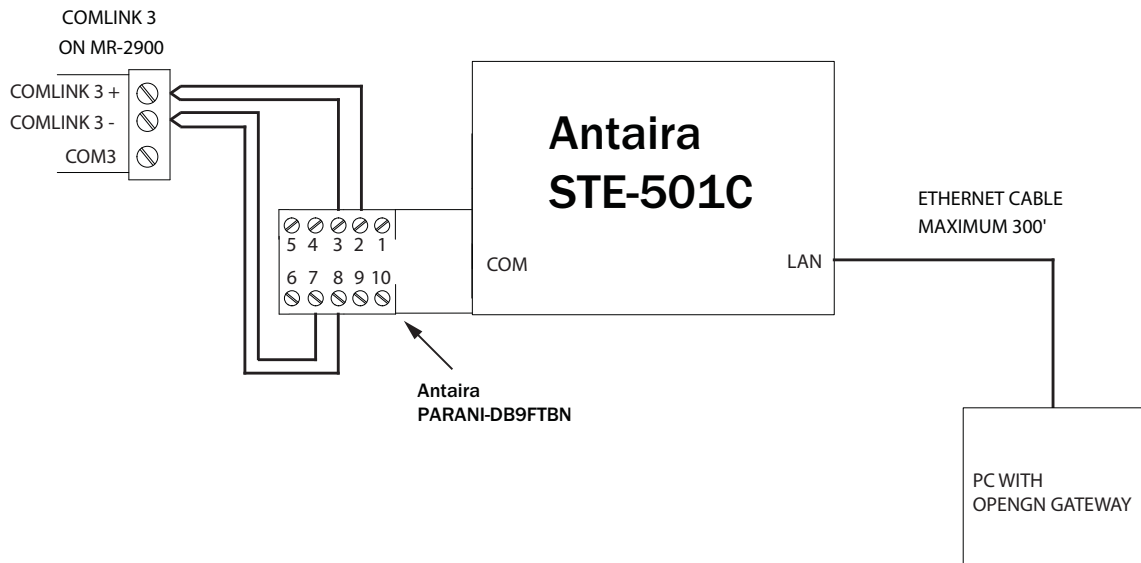 COMLINK 3
ON MR-2900
COMLINK 3 +
COMLINK 3 -
COM3
5 4 3 2 1
6 7 8 9 10
Antaira
STE-501C
COM
LAN
ETHERNET CABLE
MAXIMUM 300'
Antaira
PARANI-DB9FTBN
PC WITH
OPENGN GATEWAY